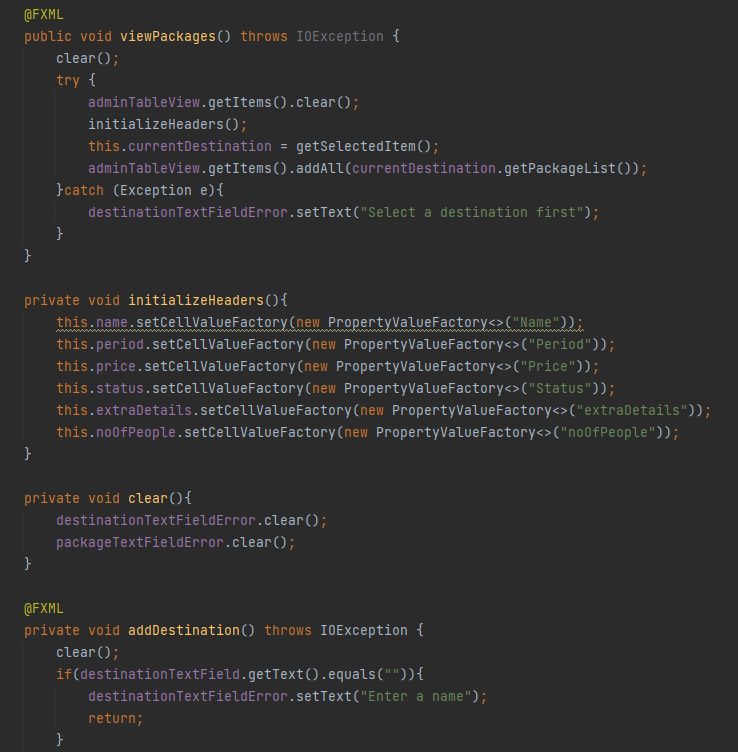 @FXML
public void viewPackages() throws IOException {
    clear();
    try {
        adminTableView.getItems().clear();
        initializeHeaders();
        this.currentDestination = getSelectedItem();
        adminTableView.getItems().addAll(currentDestination.getPackageList());
    }catch (Exception e){
        destinationTextFieldError.setText("Select a destination first");
    }
}

private void initializeHeaders(){
    this.name.setCellValueFactory(new PropertyValueFactory<>("Name"));
    this.period.setCellValueFactory(new PropertyValueFactory<>("Period"));
    this.price.setCellValueFactory(new PropertyValueFactory<>("Price"));
    this.status.setCellValueFactory(new PropertyValueFactory<>("Status"));
    this.extraDetails.setCellValueFactory(new PropertyValueFactory<>("extraDetails"));
    this.noOfPeople.setCellValueFactory(new PropertyValueFactory<>("noOfPeople"));
}

private void clear(){
    destinationTextFieldError.clear();
    packageTextFieldError.clear();
}

@FXML
private void addDestination() throws IOException {
    clear();
    if(destinationTextField.getText().equals("")){
        destinationTextFieldError.setText("Enter a name");
        return;
    }